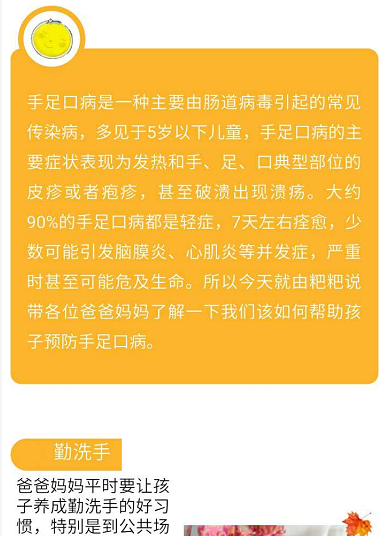 手足口病是一种主要由肠道病毒引起的常见
传染病，多见于5岁以下儿童，手足口病的主
要症状表现为发热和手、足、口典型部位的
皮疹或者疱疹，甚至破溃出现溃疡。大约
90%的手足口病都是轻症，7天左右痊愈，少
数可能引发脑膜炎、心肌炎等并发症，严重
时甚至可能危及生命。所以今天就由粑粑说
带各位爸爸妈妈了解一下我们该如何帮助孩
子预防手足口病。
勤洗手
爸爸妈妈平时要让孩
子养成勤洗手的好习
惯，特别是到公共场